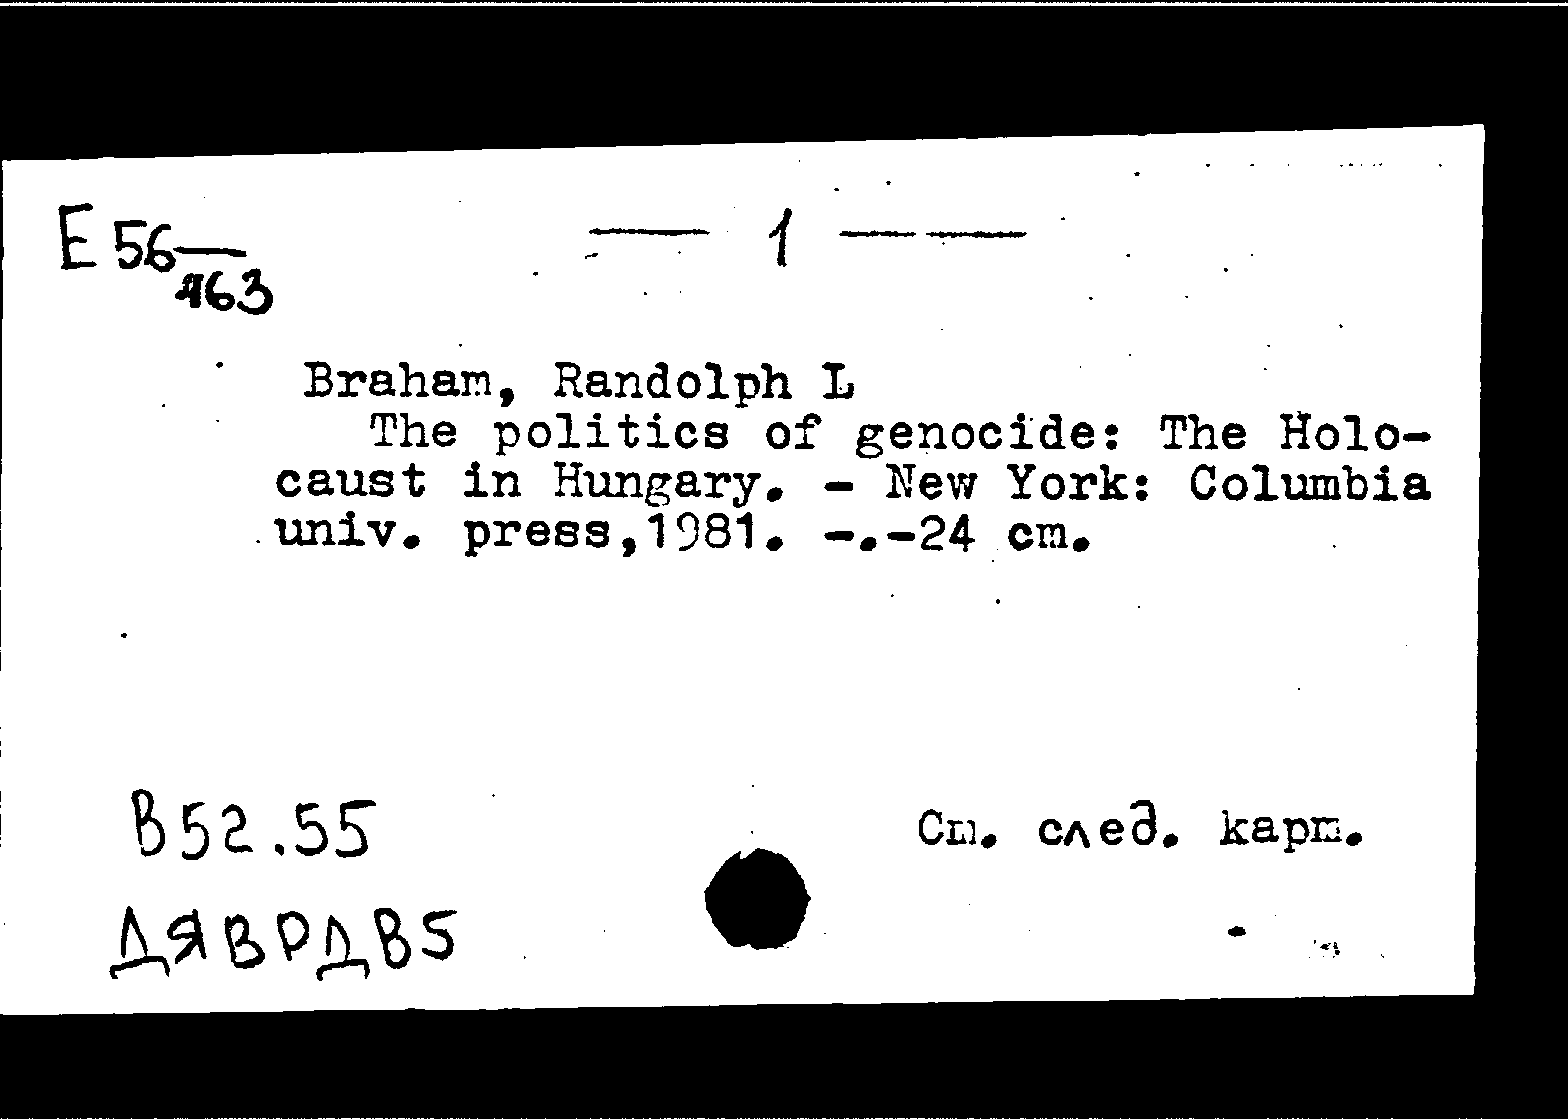 E 56—
463
— 1 — —
Braham, Randolph L
The politics of genocide: The Holo-
caust in Hungary. - New York: Columbia
univ. press,1981. -.-24 cm.
B52.55
См. след. карт.
ДЯВРДВ5